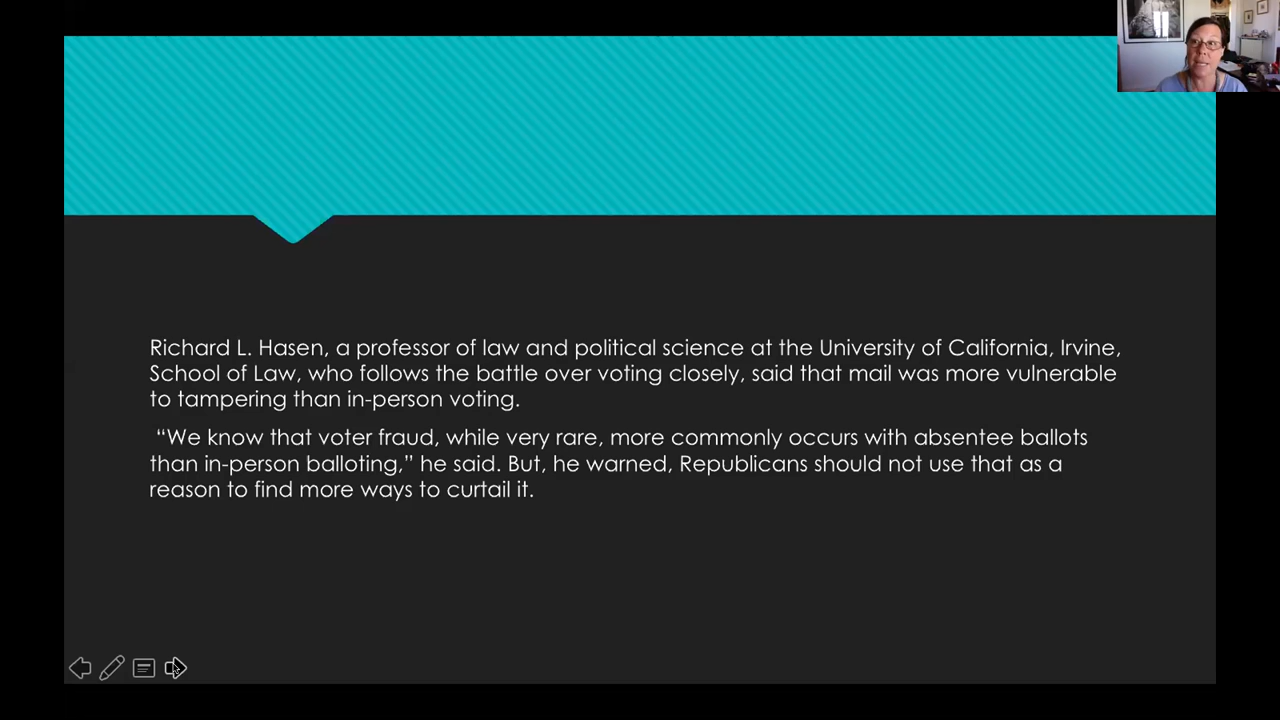 Richard L. Hasen, a professor of law and political science at the University of California, Irvine,
School of Law, who follows the battle over voting closely, said that mail was more vulnerable
to tampering than in-person voting.
“We know that voter fraud, while very rare, more commonly occurs with absentee ballots
than in-person balloting,” he said. But, he warned, Republicans should not use that as a
reason to find more ways to curtail it.